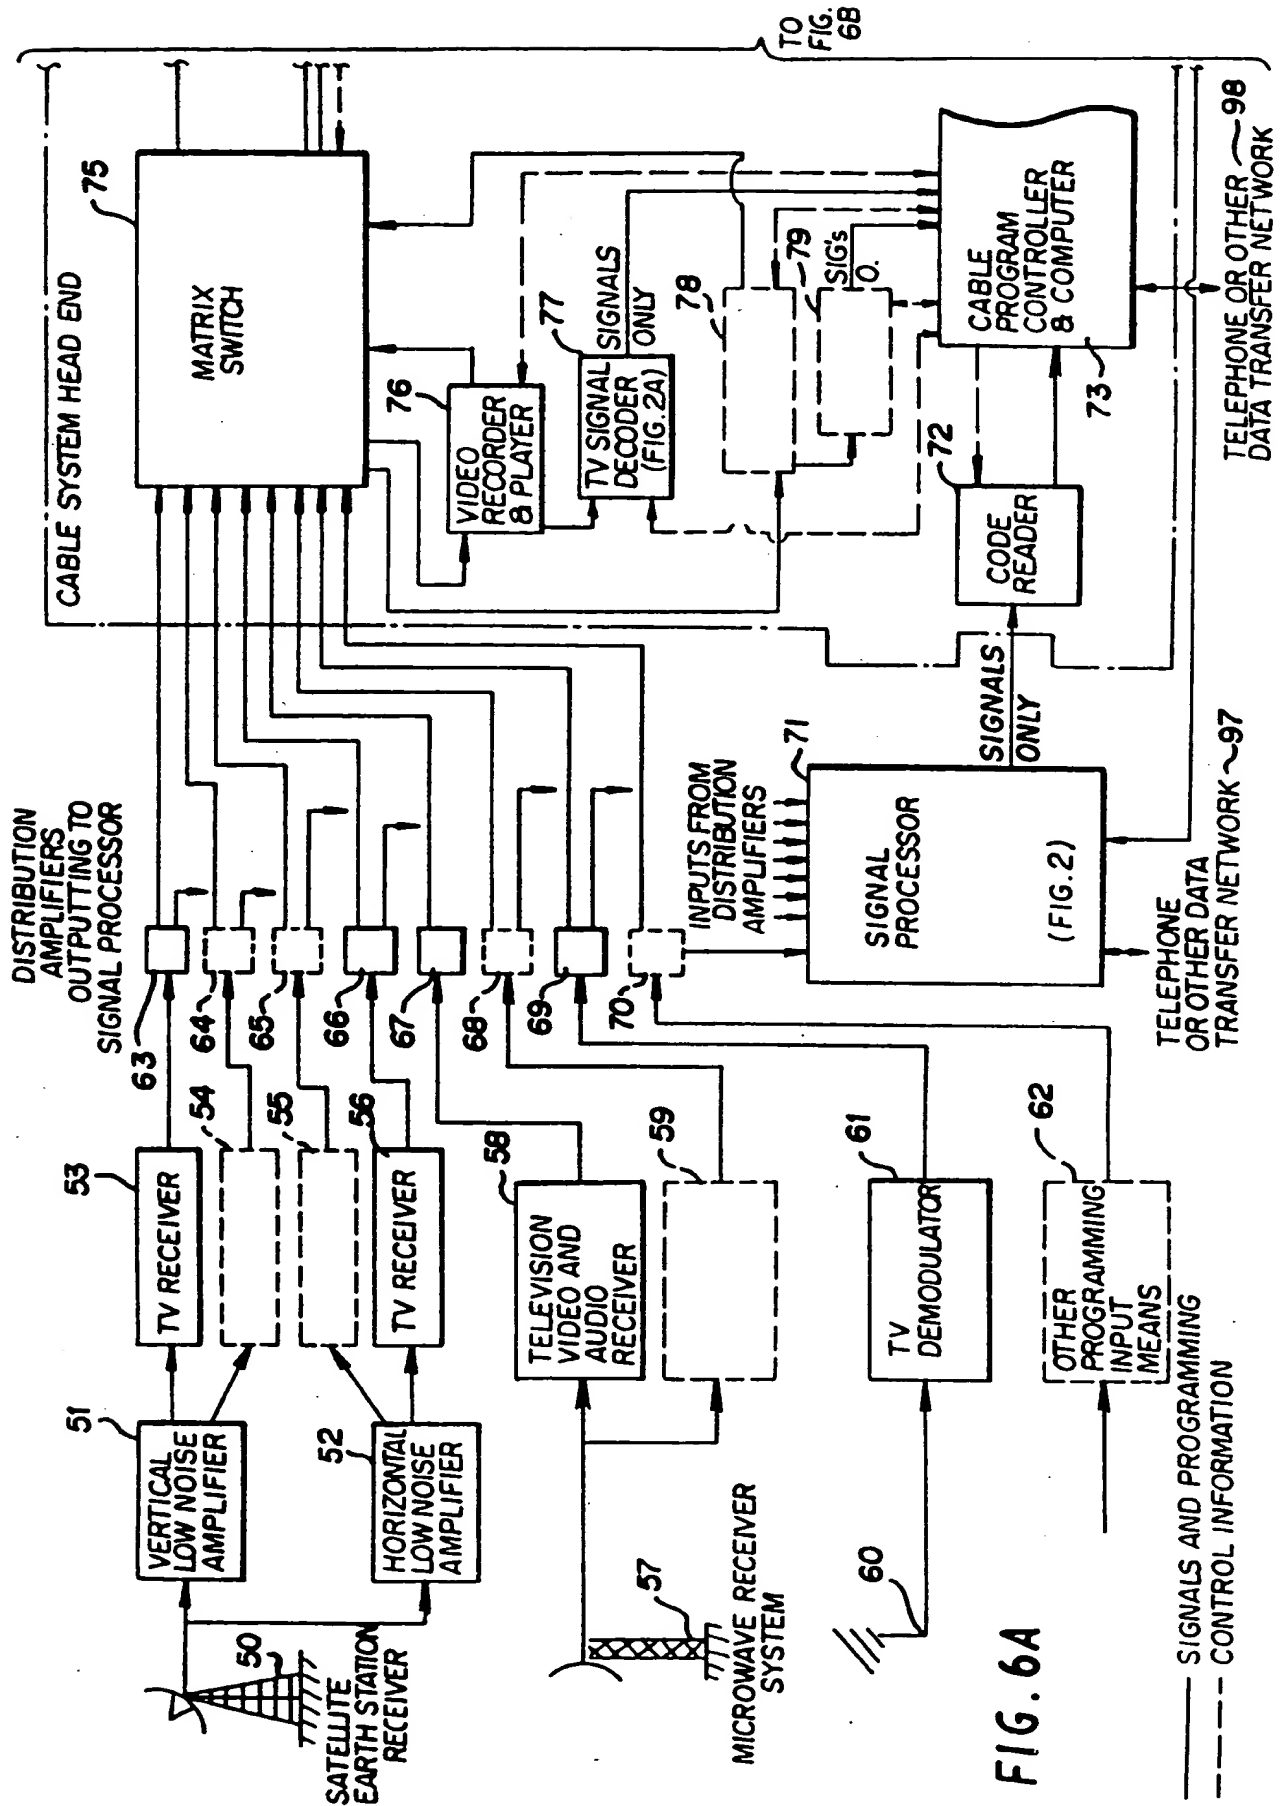 CABLE SYSTEM HEAD END
75
MATRIX
SWITCH
TO
FIG.
6B
76
VIDEO
RECORDER
& PLAYER
77
TV SIGNAL
DECODER
(FIG. 2A)
SIGNALS
ONLY
78
79
SIG's
O.
CABLE
PROGRAM
CONTROLLER
& COMPUTER
73
72
CODE
READER
TELEPHONE OR OTHER
DATA TRANSFER NETWORK
98
DISTRIBUTION
AMPLIFIERS
OUTPUTTING TO
SIGNAL PROCESSOR
63
64
65
66
67
68
69
70
INPUTS FROM
DISTRIBUTION
AMPLIFIERS
71
SIGNAL
PROCESSOR
(FIG. 2)
SIGNALS
ONLY
TELEPHONE
OR OTHER DATA
TRANSFER NETWORK
97
53
TV RECEIVER
54
55
56
TV RECEIVER
58
TELEVISION
VIDEO AND
AUDIO
RECEIVER
59
61
TV
DEMODULATOR
62
OTHER
PROGRAMMING
INPUT
MEANS
51
VERTICAL
LOW NOISE
AMPLIFIER
52
HORIZONTAL
LOW NOISE
AMPLIFIER
50
SATELLITE
EARTH STATION
RECEIVER
57
MICROWAVE RECEIVER
SYSTEM
60
FIG. 6A
SIGNALS AND PROGRAMMING
CONTROL INFORMATION